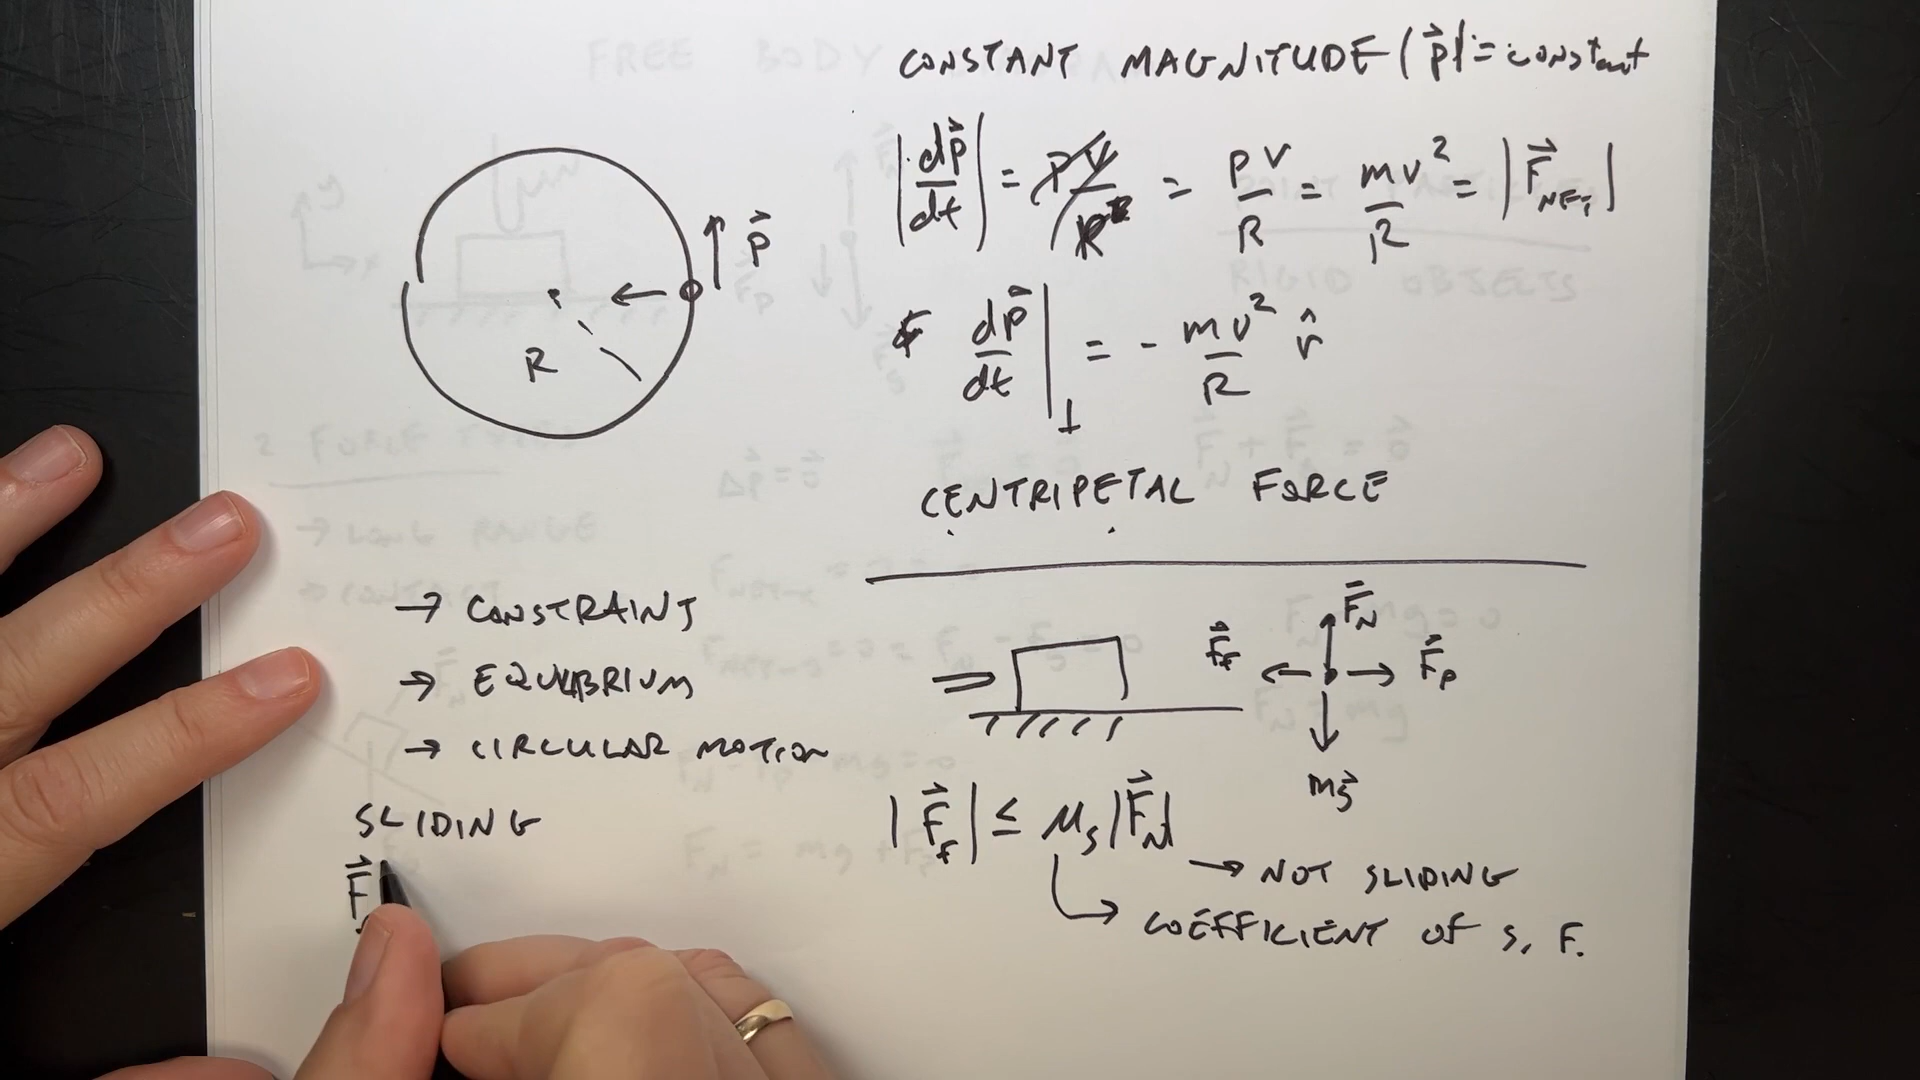 CONSTANT MAGNITUDE |p⃗| = constant
|dp⃗/dt| = pv/R = mv²/R = |F⃗NET|
p⃗
R
dp⃗/dt|⊥ = - mv²/R r̂
CENTRIPETAL FORCE
→ CONSTRAINT
→ EQUILIBRIUM
→ CIRCULAR MOTION
F⃗N
F⃗f
F⃗p
mg⃗
SLIDING
F⃗
|F⃗f| ≤ μs|F⃗N|
→ NOT SLIDING
→ COEFFICIENT OF S. F.